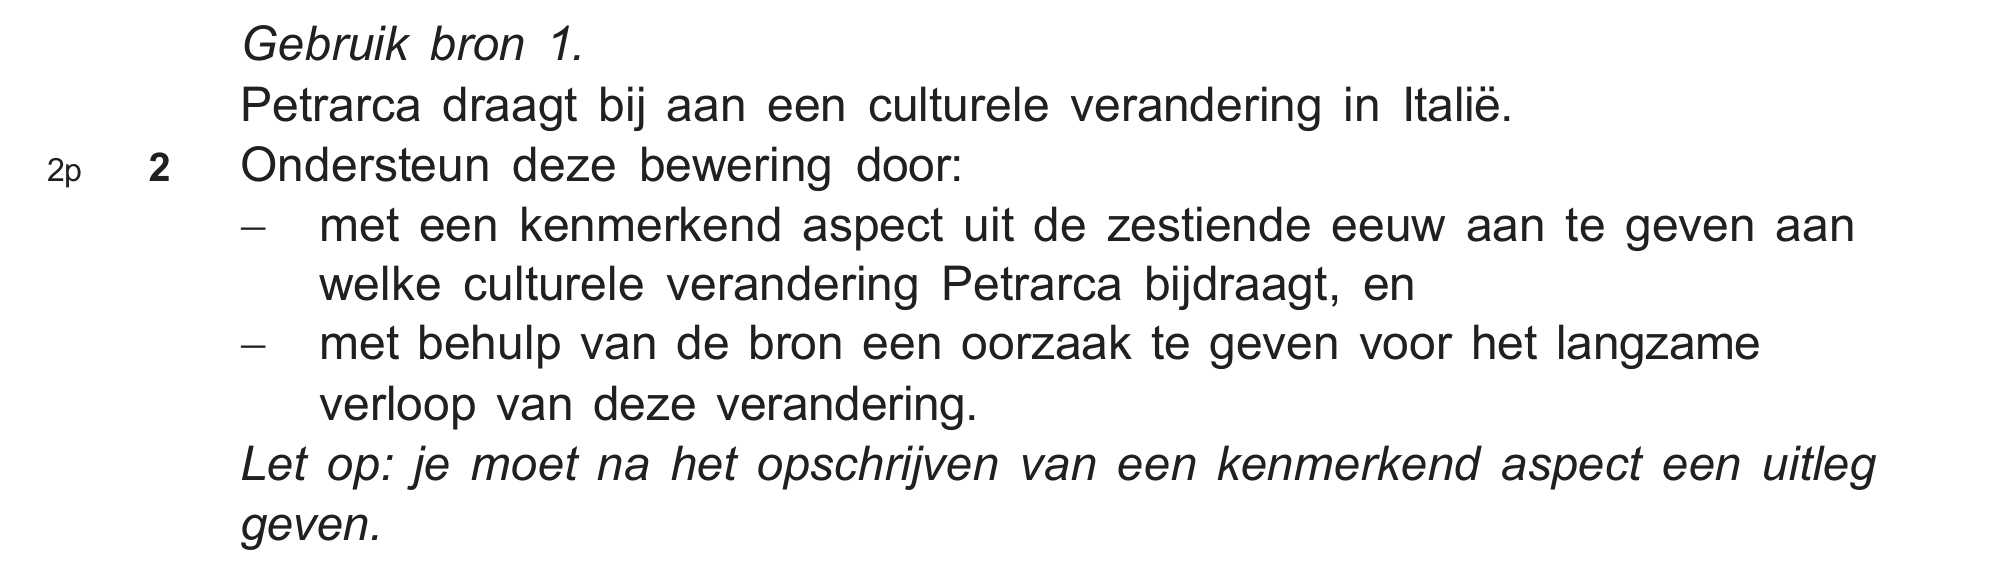 Gebruik bron 1.
Petrarca draagt bij aan een culturele verandering in Italië.
2p 2 Ondersteun deze bewering door:
– met een kenmerkend aspect uit de zestiende eeuw aan te geven aan
welke culturele verandering Petrarca bijdraagt, en
– met behulp van de bron een oorzaak te geven voor het langzame
verloop van deze verandering.
Let op: je moet na het opschrijven van een kenmerkend aspect een uitleg
geven.